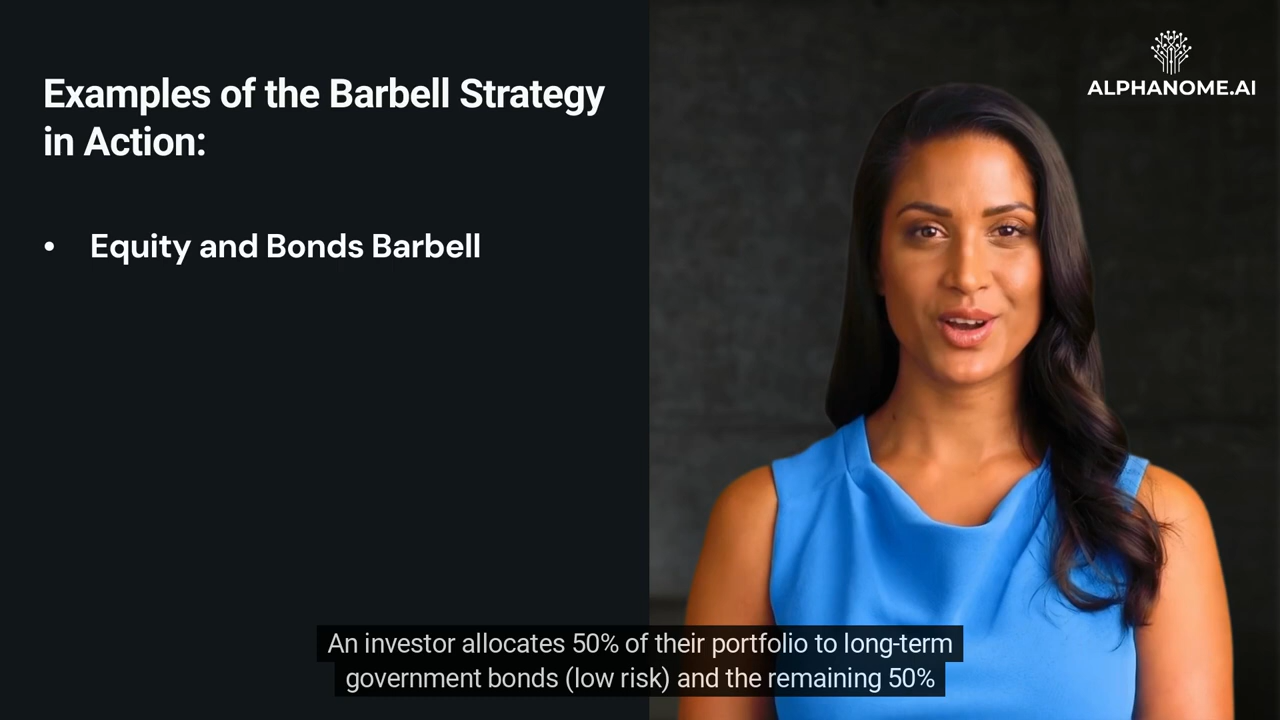 ALPHANOME.AI
Examples of the Barbell Strategy
in Action:
• Equity and Bonds Barbell
An investor allocates 50% of their portfolio to long-term
government bonds (low risk) and the remaining 50%